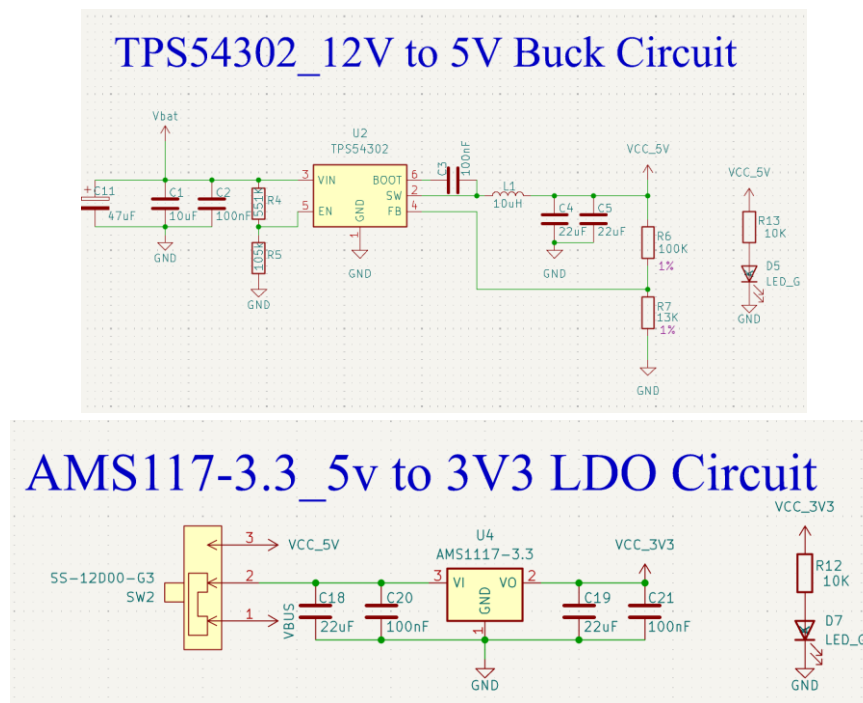 TPS54302_12V to 5V Buck Circuit
Vbat
U2
TPS54302
VCC_5V
VCC_5V
+
C11
47uF
C1
10uF
C2
100nF
R4
551K
R5
105k
3
VIN
5
EN
GND
1
BOOT
6
SW
2
FB
4
C3
100nF
L1
10uH
C4
22uF
C5
22uF
R6
100K
1%
R7
13K
1%
R13
10K
D5
LED_G
GND
GND
GND
GND
GND
GND
AMS117-3.3_5v to 3V3 LDO Circuit
VCC_3V3
SS-12D00-G3
SW2
3
VCC_5V
2
1
VBUS
C18
22uF
C20
100nF
U4
AMS1117-3.3
3
VI
VO
2
GND
1
VCC_3V3
C19
22uF
C21
100nF
R12
10K
D7
LED_G
GND
GND